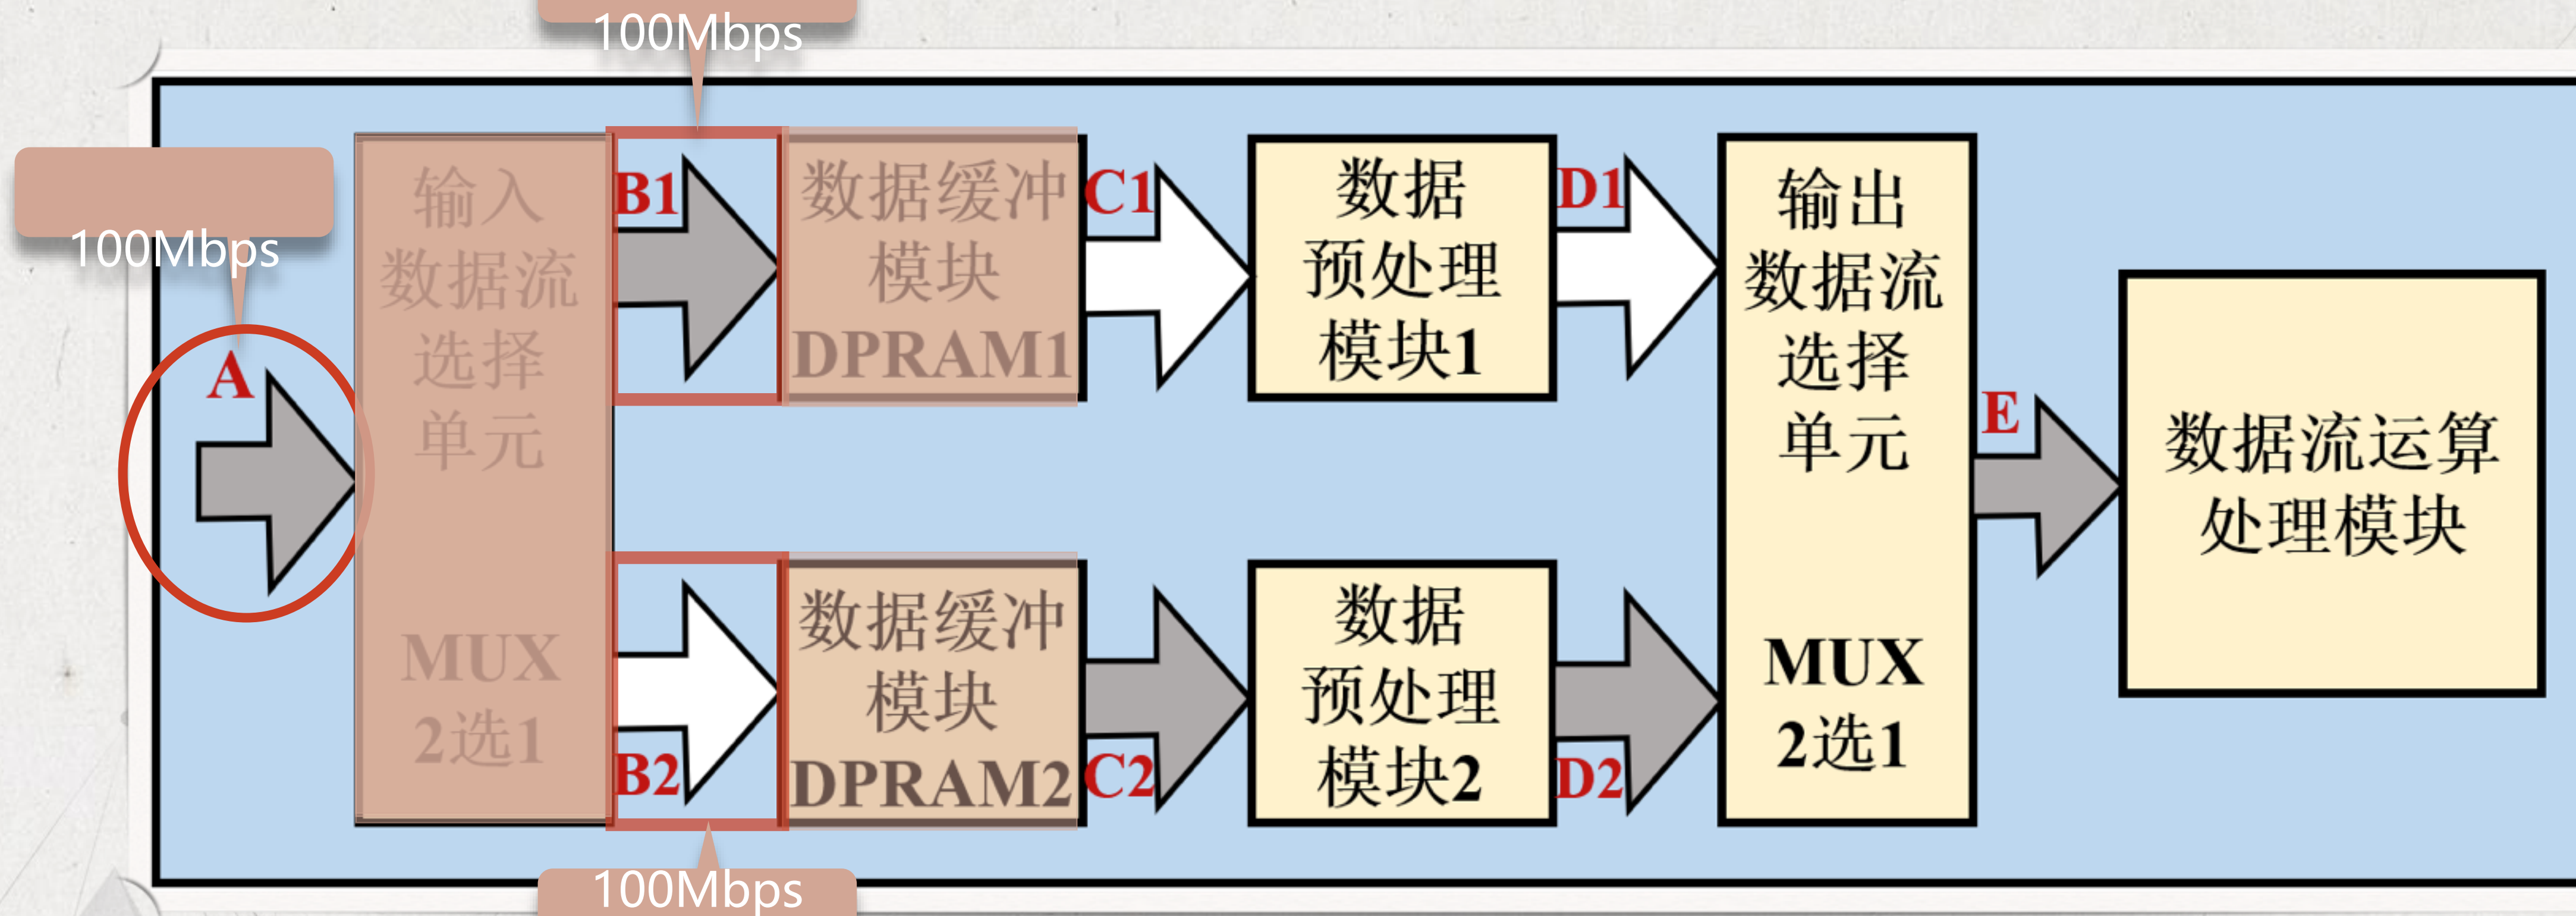 100Mbps
100Mbps
A
输入
数据流
选择
单元
MUX
2选1
B1
数据缓冲
模块
DPRAM1
C1
数据
预处理
模块1
D1
B2
数据缓冲
模块
DPRAM2
C2
数据
预处理
模块2
D2
输出
数据流
选择
单元
MUX
2选1
E
数据流运算
处理模块
100Mbps